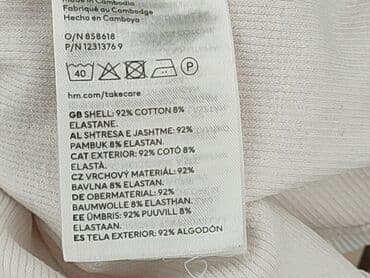 Made in Cambodia
Fabriqué au Cambodge
Hecho en Camboya
O/N 858618
P/N 1231376 9
40 P
hm.com/takecare
GB SHELL: 92% COTTON 8%
ELASTANE.
AL SHTRESA E JASHTME: 92%
PAMBUK 8% ELASTAN.
CAT EXTERIOR: 92% COTÓ 8%
ELASTÀ.
CZ VRCHOVÝ MATERIÁL: 92%
BAVLNA 8% ELASTAN.
DE OBERMATERIAL: 92%
BAUMWOLLE 8% ELASTHAN.
EE ÜMBRIS: 92% PUUVILL 8%
ELASTAAN.
ES TELA EXTERIOR: 92% ALGODÓN